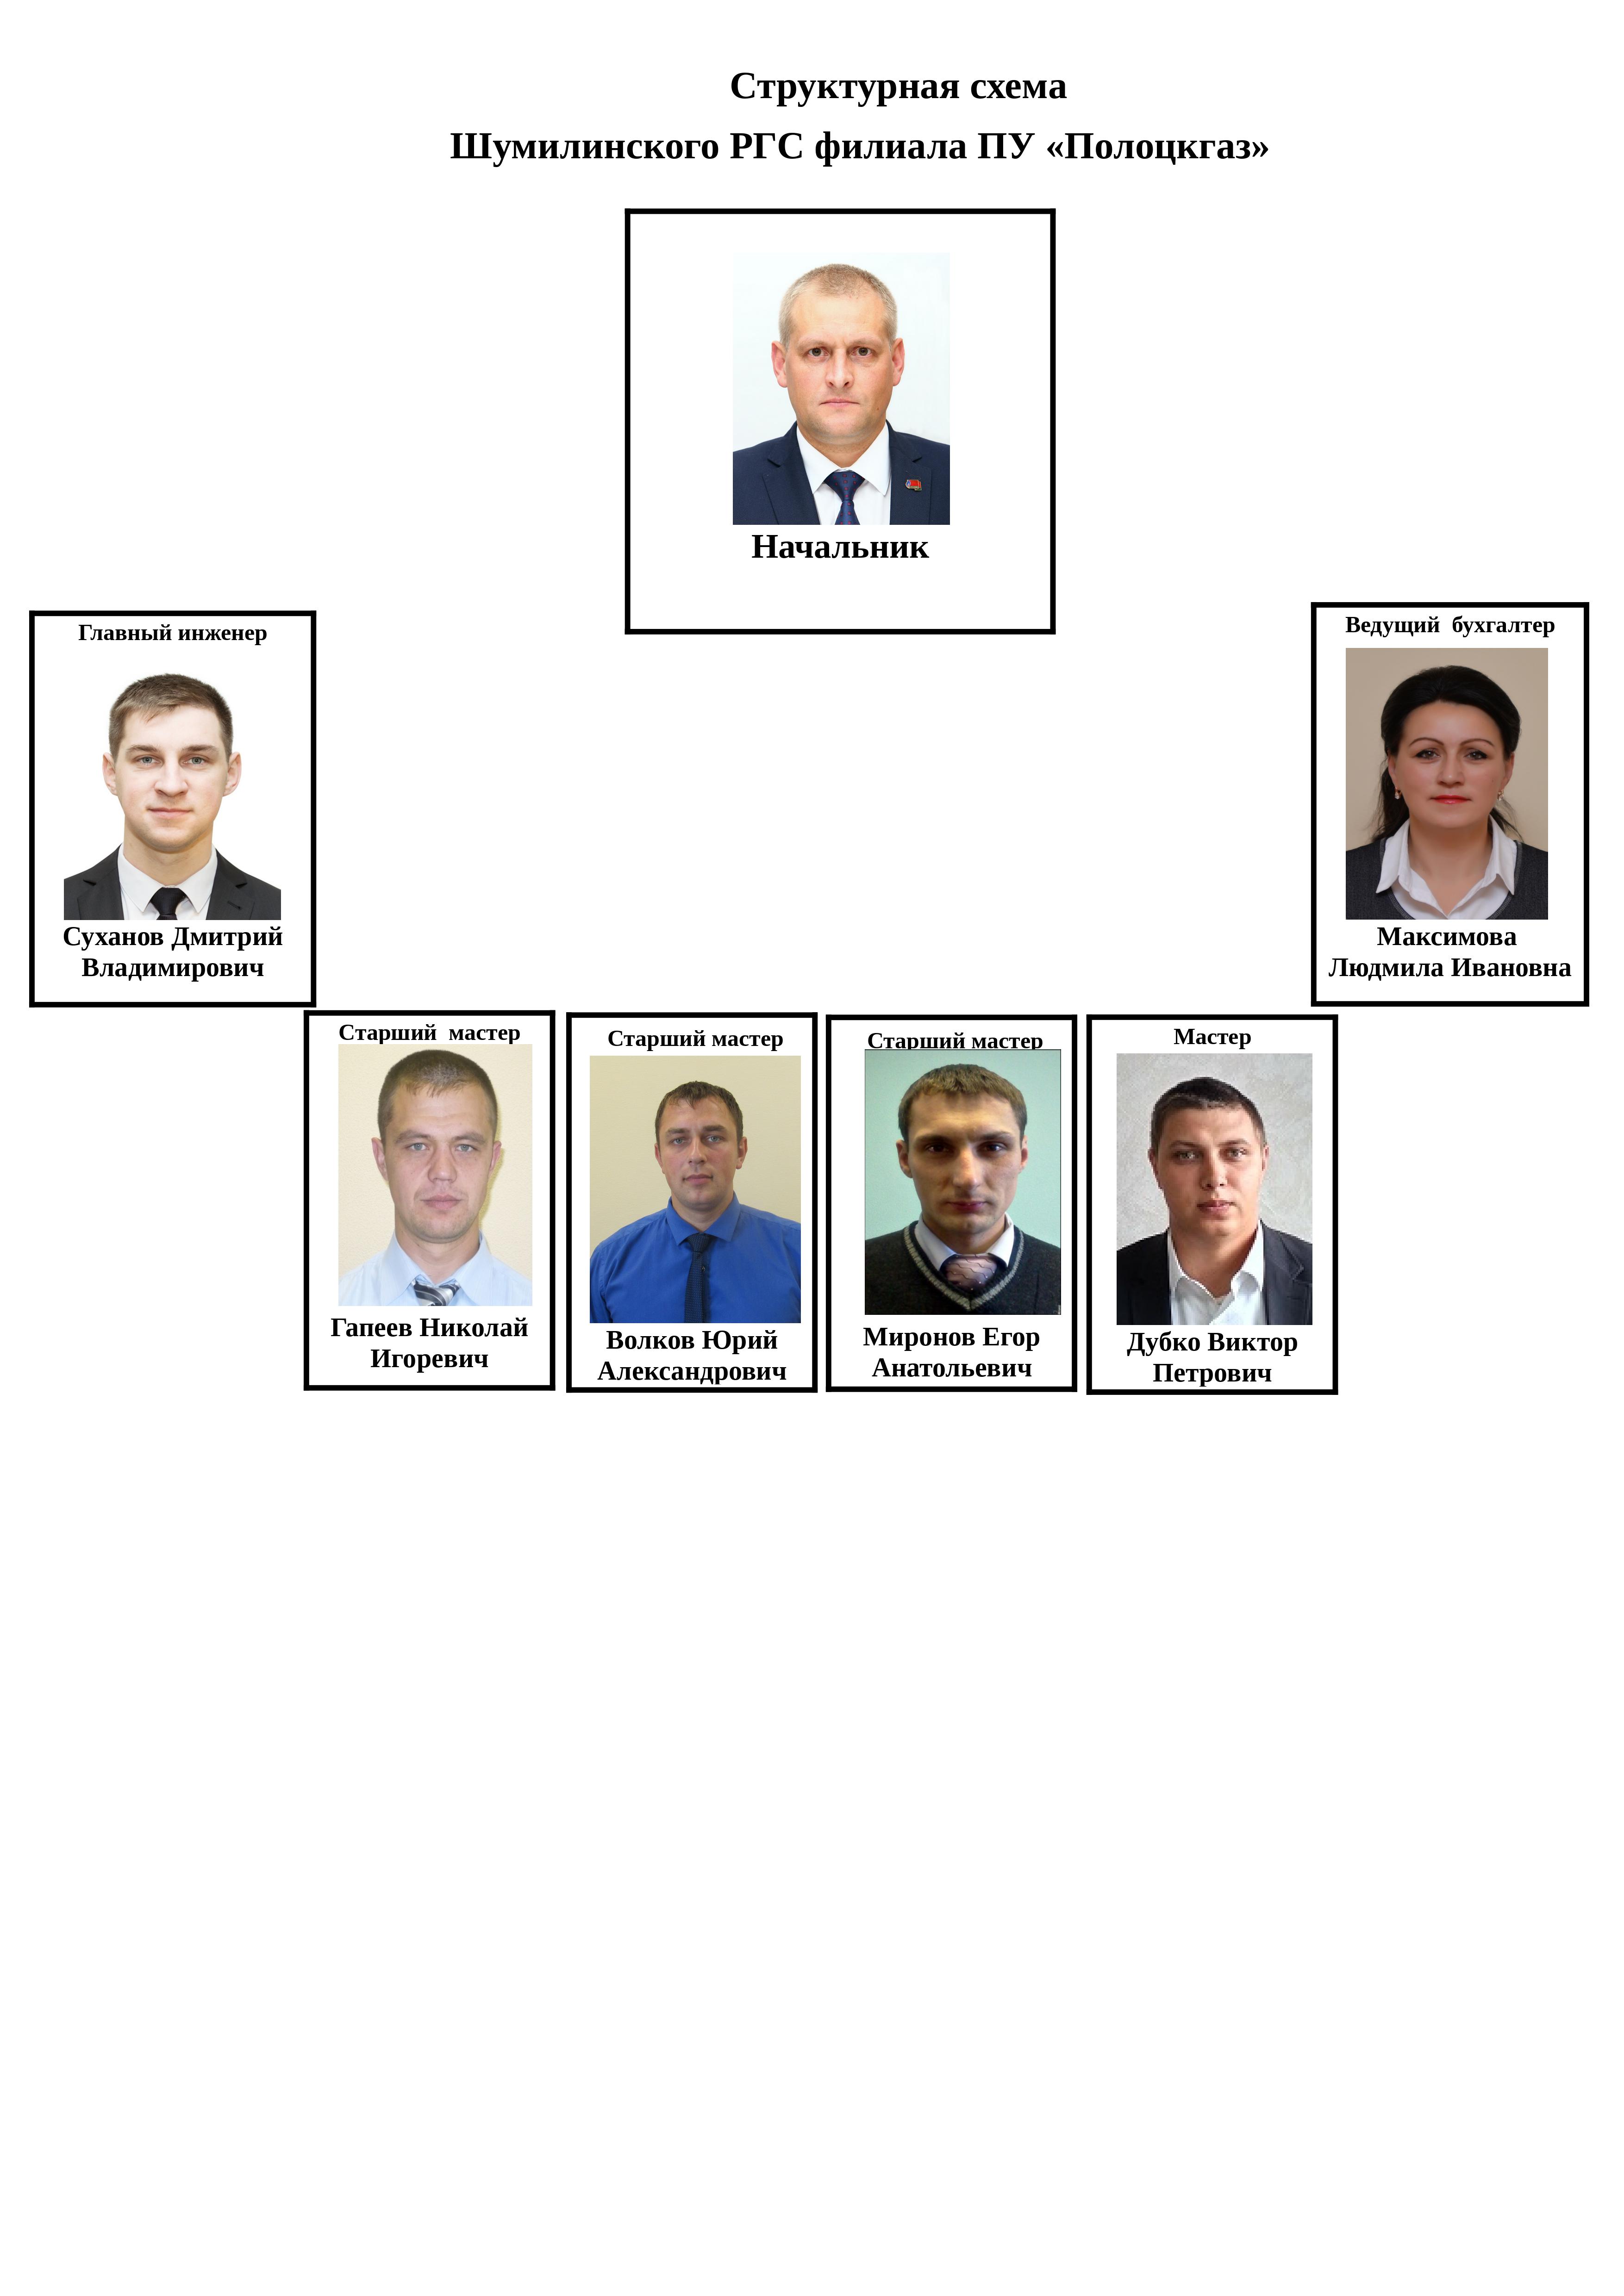 Структурная схема
Шумилинского РГС филиала ПУ «Полоцкгаз»
Начальник
Главный инженер
Суханов Дмитрий
Владимирович
Ведущий бухгалтер
Максимова
Людмила Ивановна
Старший мастер
Гапеев Николай
Игоревич
Старший мастер
Волков Юрий
Александрович
Старший мастер
Миронов Егор
Анатольевич
Мастер
Дубко Виктор
Петрович